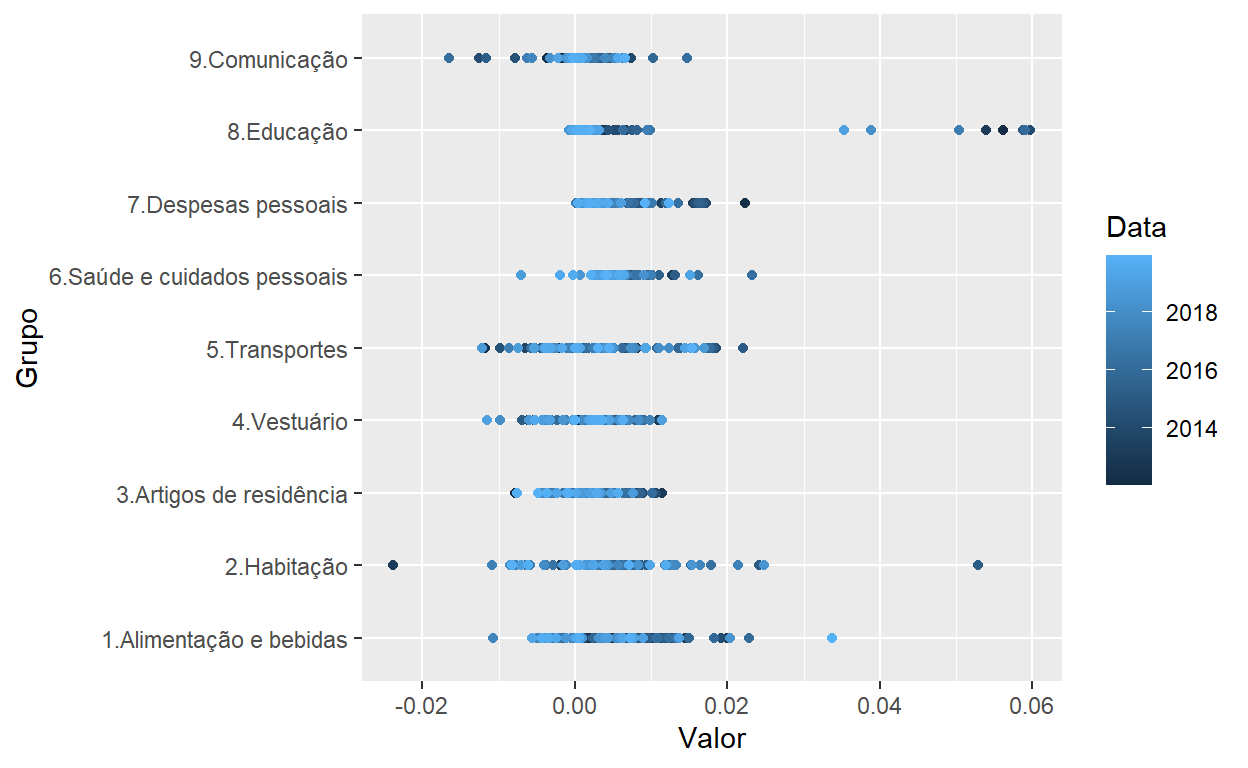 9.Comunicação
8.Educação
7.Despesas pessoais
6.Saúde e cuidados pessoais
5.Transportes
4.Vestuário
3.Artigos de residência
2.Habitação
1.Alimentação e bebidas
Grupo
-0.02 0.00 0.02 0.04 0.06
Valor
Data
2018
2016
2014